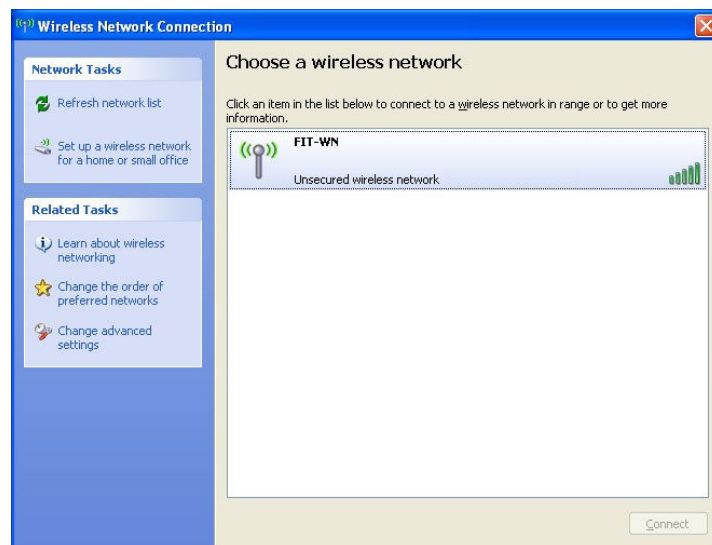 Wireless Network Connection
Network Tasks
Refresh network list
Set up a wireless network
for a home or small office
Related Tasks
Learn about wireless
networking
Change the order of
preferred networks
Change advanced
settings
Choose a wireless network
Click an item in the list below to connect to a wireless network in range or to get more
information.
FIT-WN
Unsecured wireless network
Connect